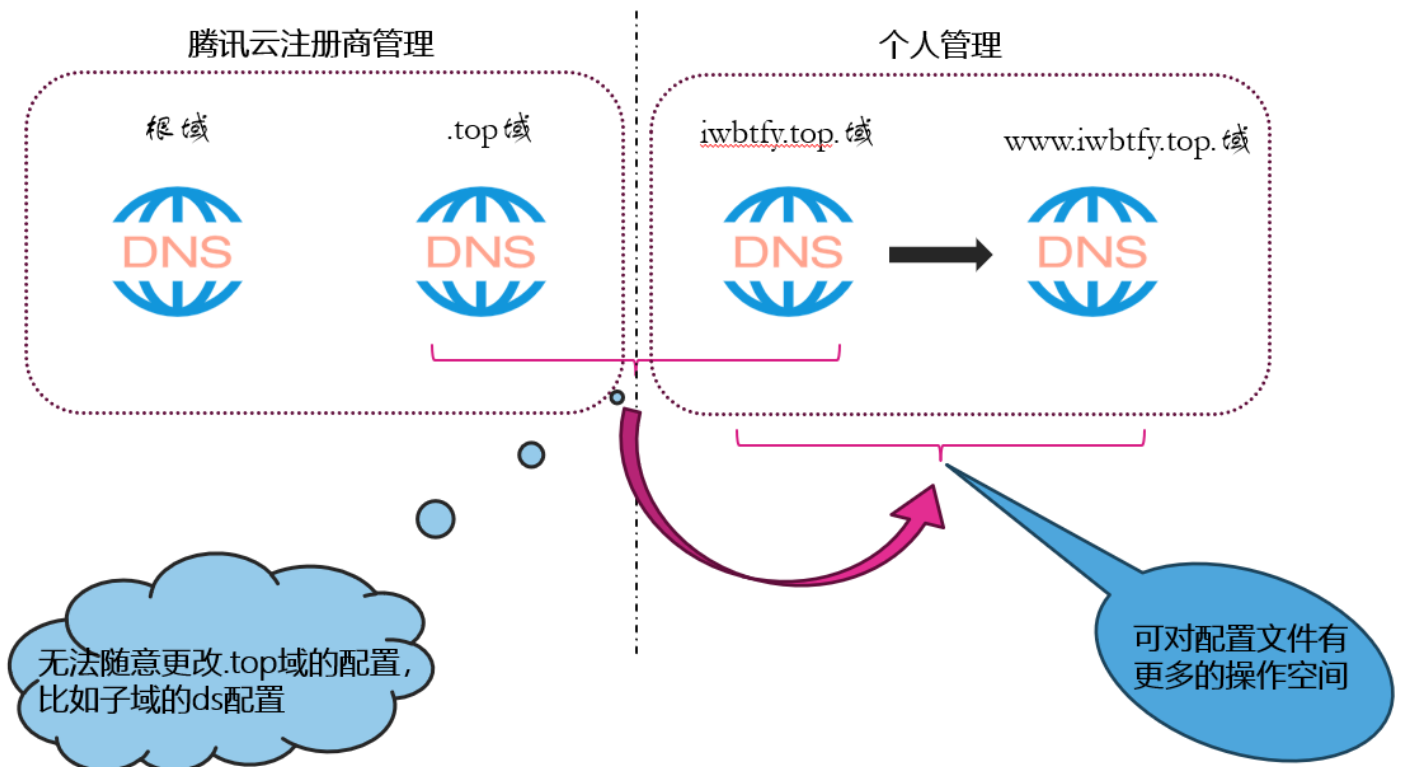 腾讯云注册商管理
个人管理
根域
.top域
iwbtfy.top.域
www.iwbtfy.top.域
DNS
DNS
DNS
DNS
无法随意更改.top域的配置，
比如子域的ds配置
可对配置文件有
更多的操作空间